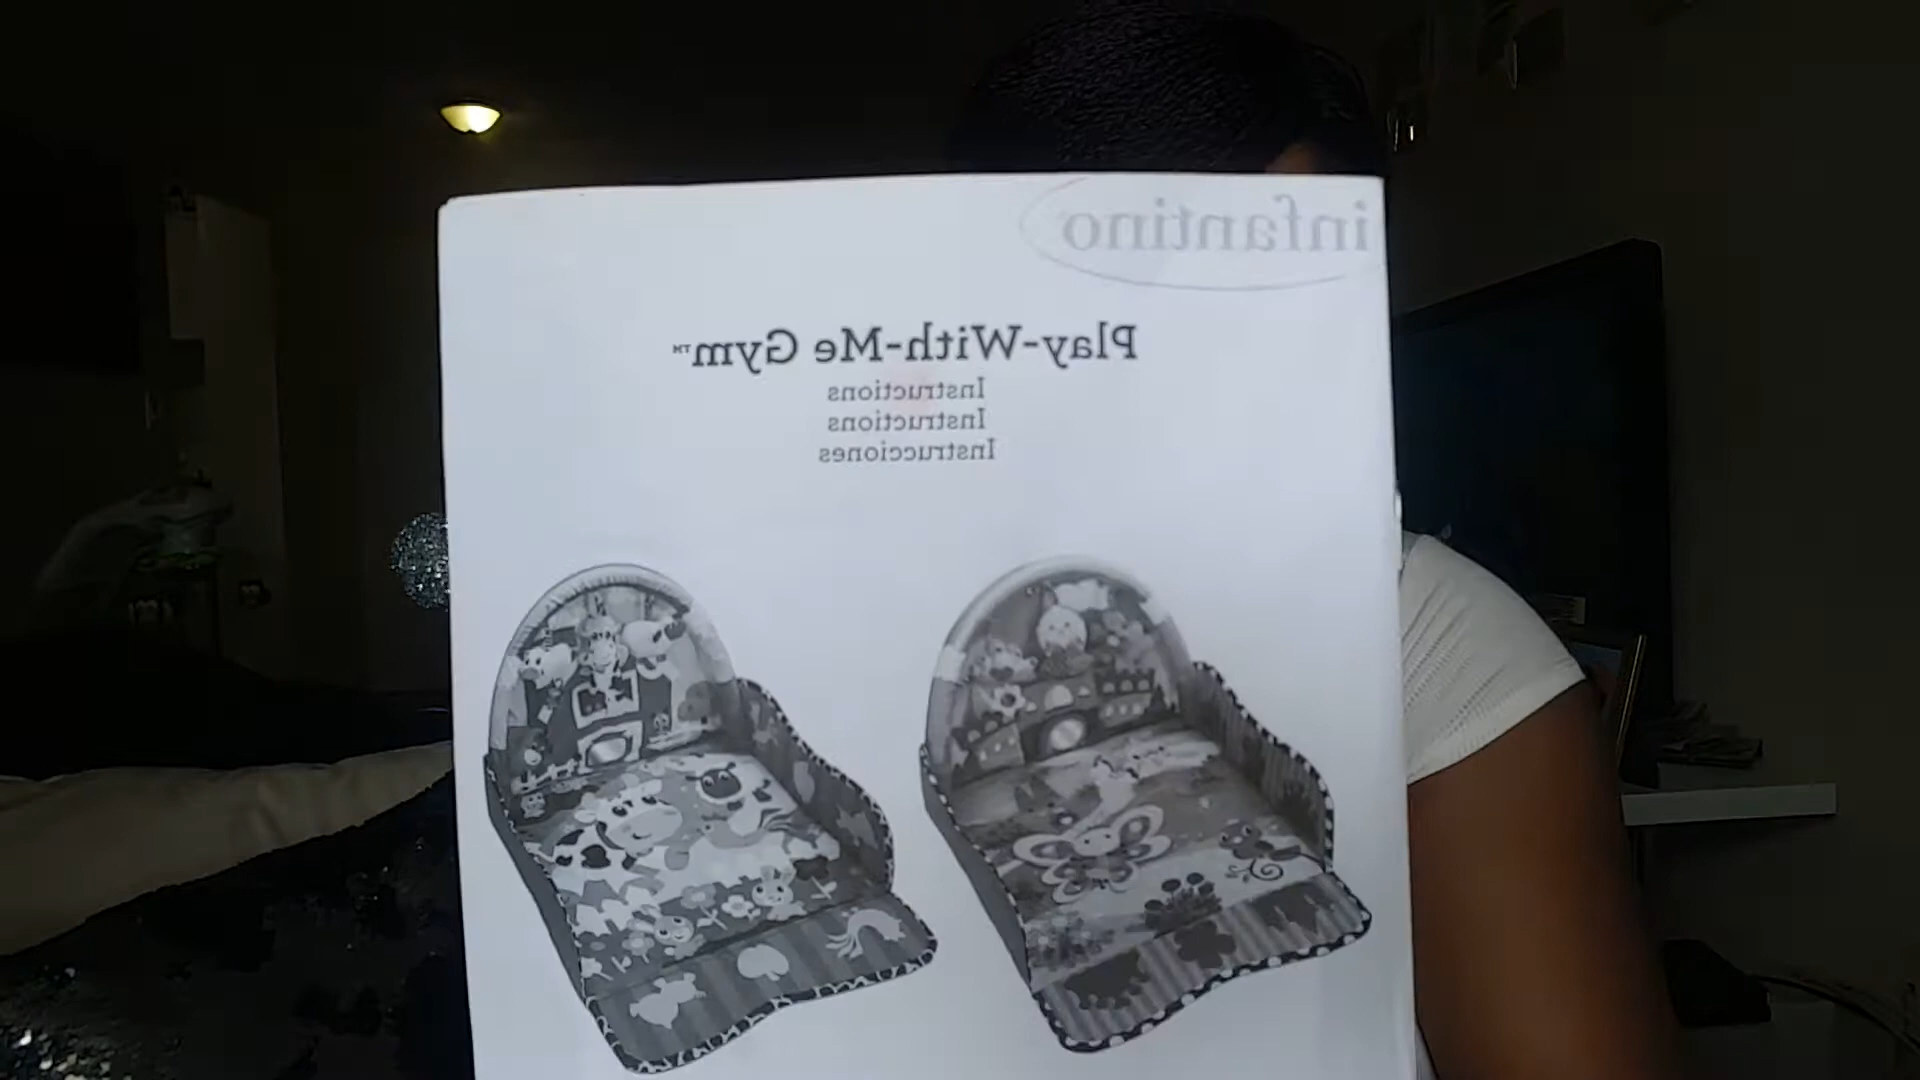 infantino
Play-With-Me Gym™
Instructions
Instructions
Instrucciones